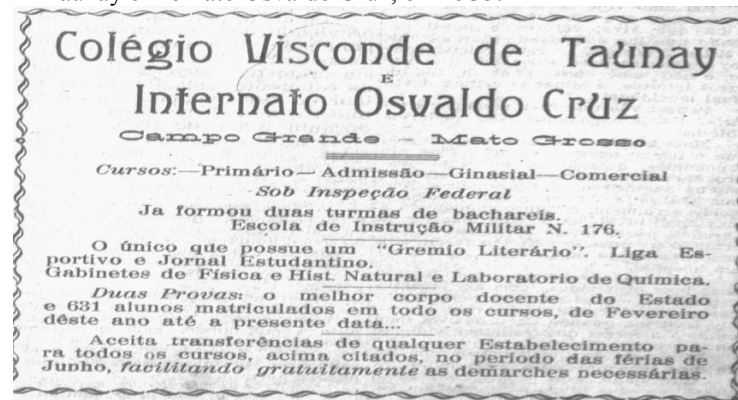 Colégio Visconde de Taunay
E
Internato Osvaldo Cruz
Campo Grande - Mato Grosso
Cursos:—Primário—Admissão—Ginasial—Comercial
Sob Inspeção Federal
Ja formou duas turmas de bachareis.
Escola de Instrução Militar N. 176.
O único que possue um "Gremio Literário". Liga Es-
portivo e Jornal Estudantino.
Gabinetes de Física e Hist. Natural e Laboratorio de Química.
Duas Provas: o melhor corpo docente do Estado
e 631 alunos matriculados em todo os cursos, de Fevereiro
dêste ano até a presente data...
Aceita transferências de qualquer Estabelecimento pa-
ra todos os cursos, acima citados, no período das férias de
Junho, facilitando gratuitamente as demarches necessárias.